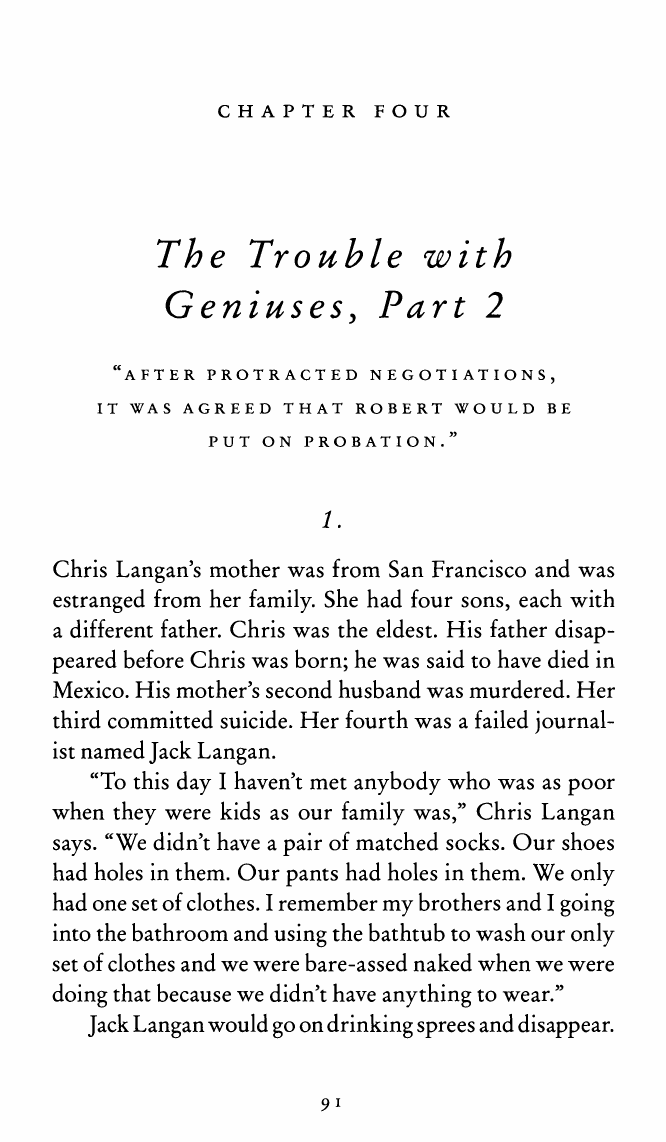 CHAPTER FOUR
The Trouble with
Geniuses, Part 2
“AFTER PROTRACTED NEGOTIATIONS,
IT WAS AGREED THAT ROBERT WOULD BE
PUT ON PROBATION.”
1.
Chris Langan’s mother was from San Francisco and was
estranged from her family. She had four sons, each with
a different father. Chris was the eldest. His father disap-
peared before Chris was born; he was said to have died in
Mexico. His mother’s second husband was murdered. Her
third committed suicide. Her fourth was a failed journal-
ist named Jack Langan.
“To this day I haven’t met anybody who was as poor
when they were kids as our family was,” Chris Langan
says. “We didn’t have a pair of matched socks. Our shoes
had holes in them. Our pants had holes in them. We only
had one set of clothes. I remember my brothers and I going
into the bathroom and using the bathtub to wash our only
set of clothes and we were bare-assed naked when we were
doing that because we didn’t have anything to wear.”
Jack Langan would go on drinking sprees and disappear.
91